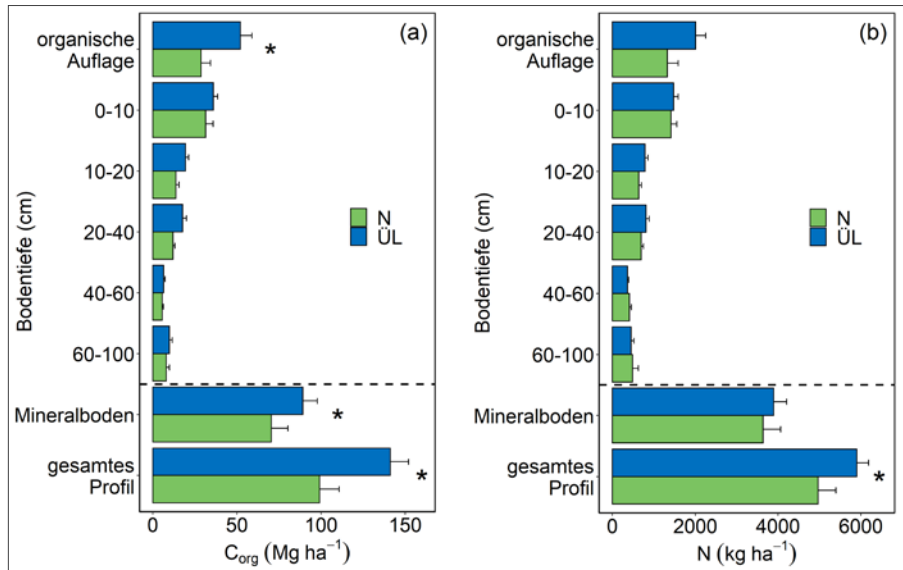 (a)
organische
Auflage
*
0-10
10-20
20-40
40-60
60-100
Mineralboden
*
gesamtes
Profil
*
Bodentiefe (cm)
N
ÜL
0 50 100 150
C_org (Mg ha⁻¹)
(b)
organische
Auflage
0-10
10-20
20-40
40-60
60-100
Mineralboden
gesamtes
Profil
*
Bodentiefe (cm)
N
ÜL
0 2000 4000 6000
N (kg ha⁻¹)